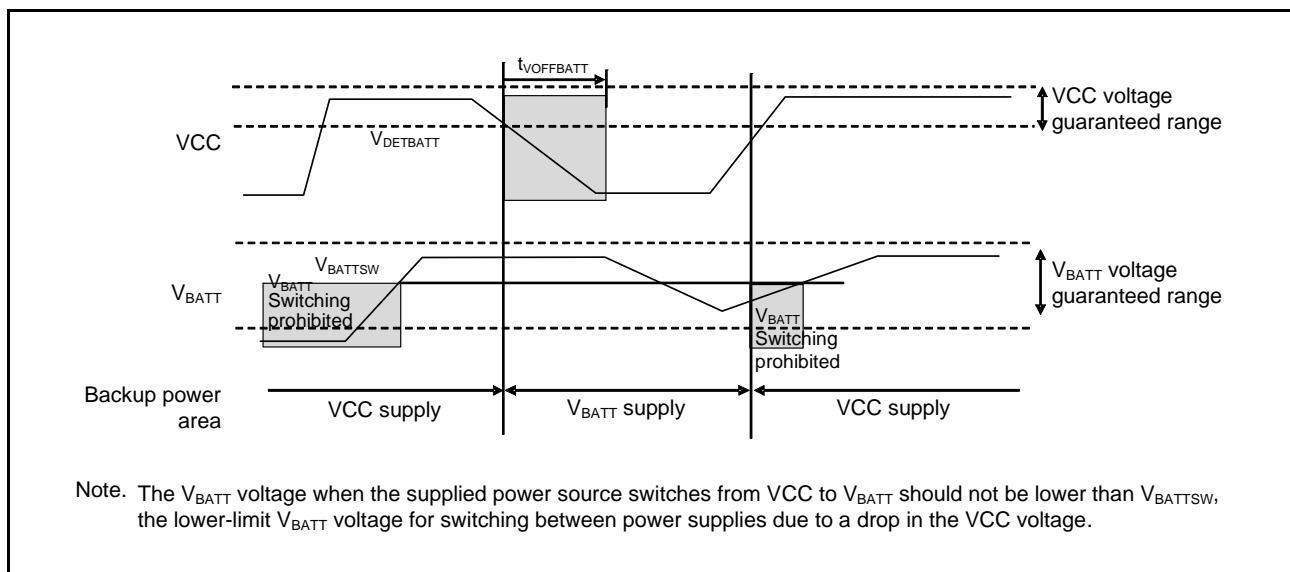 tVOFFBATT
VCC voltage
guaranteed range
VCC
VDETBATT
VBATTSW
VBATT
Switching
prohibited
VBATT
VBATT voltage
guaranteed range
VBATT
Switching
prohibited
Backup power
area
VCC supply
VBATT supply
VCC supply
Note. The VBATT voltage when the supplied power source switches from VCC to VBATT should not be lower than VBATTSW,
the lower-limit VBATT voltage for switching between power supplies due to a drop in the VCC voltage.